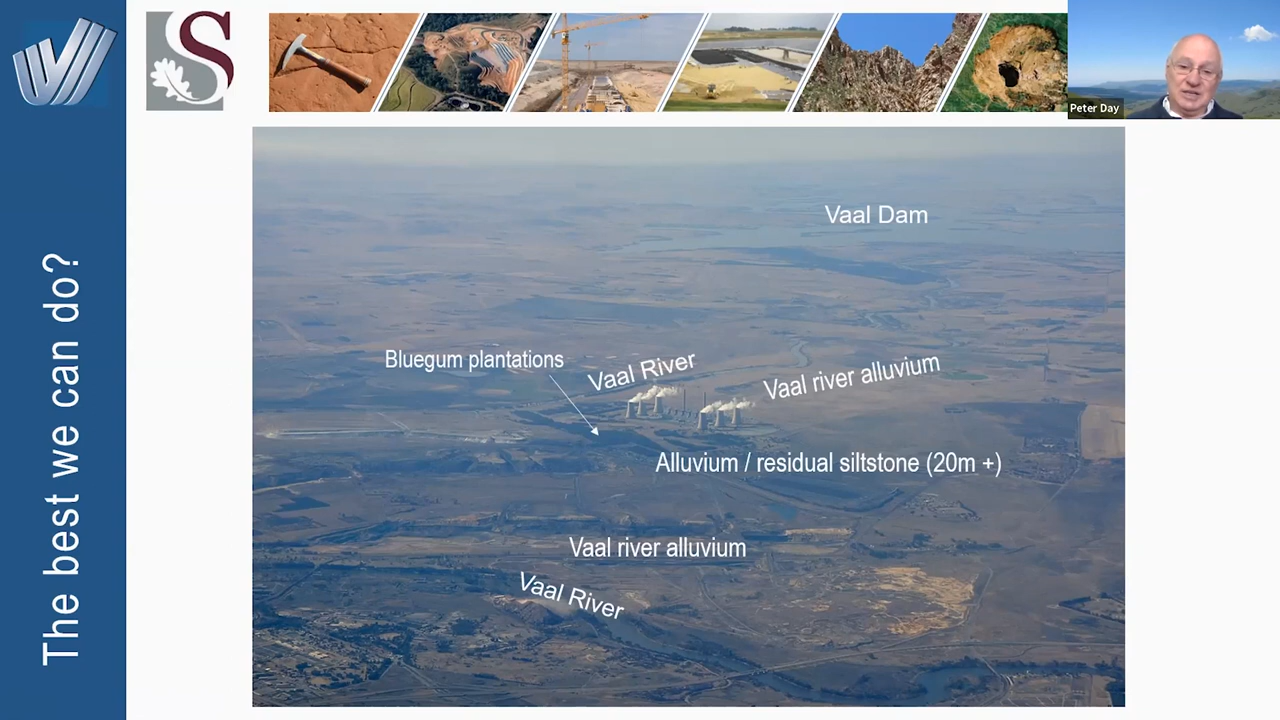 The best we can do?
Peter Day
Vaal Dam
Bluegum plantations
Vaal River
Vaal river alluvium
Alluvium / residual siltstone (20m +)
Vaal river alluvium
Vaal River